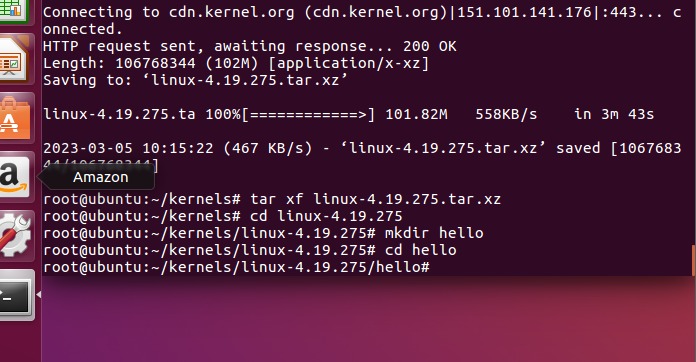 Connecting to cdn.kernel.org (cdn.kernel.org)|151.101.141.176|:443... c
onnected.
HTTP request sent, awaiting response... 200 OK
Length: 106768344 (102M) [application/x-xz]
Saving to: ‘linux-4.19.275.tar.xz’
linux-4.19.275.ta 100%[============>] 101.82M   558KB/s    in 3m 43s
2023-03-05 10:15:22 (467 KB/s) - ‘linux-4.19.275.tar.xz’ saved [1067683
44/106768344]
Amazon
root@ubuntu:~/kernels# tar xf linux-4.19.275.tar.xz
root@ubuntu:~/kernels# cd linux-4.19.275
root@ubuntu:~/kernels/linux-4.19.275# mkdir hello
root@ubuntu:~/kernels/linux-4.19.275# cd hello
root@ubuntu:~/kernels/linux-4.19.275/hello#